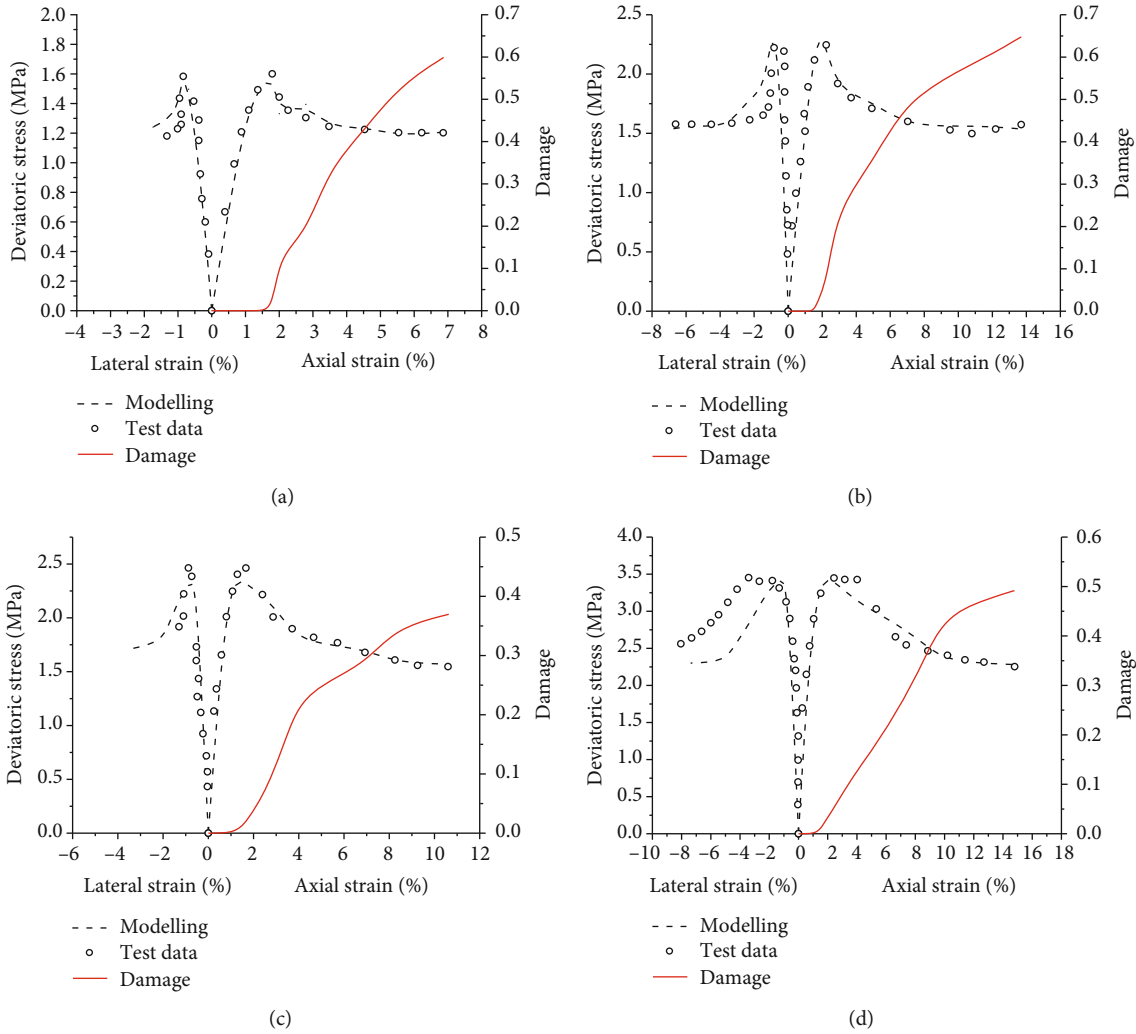 Deviatoric stress (MPa)
2.0
1.8
1.6
1.4
1.2
1.0
0.8
0.6
0.4
0.2
0.0
0.7
0.6
0.5
0.4
0.3
0.2
0.1
0.0
Damage
−4 −3 −2 −1 0 1 2 3 4 5 6 7 8
Lateral strain (%) Axial strain (%)
Modelling
Test data
Damage
(a)
Deviatoric stress (MPa)
2.5
2.0
1.5
1.0
0.5
0.0
0.7
0.6
0.5
0.4
0.3
0.2
0.1
0.0
Damage
−8 −6 −4 −2 0 2 4 6 8 10 12 14 16
Lateral strain (%) Axial strain (%)
Modelling
Test data
Damage
(b)
Deviatoric stress (MPa)
2.5
2.0
1.5
1.0
0.5
0.0
0.5
0.4
0.3
0.2
0.1
0.0
Damage
−6 −4 −2 0 2 4 6 8 10 12
Lateral strain (%) Axial strain (%)
Modelling
Test data
Damage
(c)
Deviatoric stress (MPa)
4.0
3.5
3.0
2.5
2.0
1.5
1.0
0.5
0.0
0.6
0.5
0.4
0.3
0.2
0.1
0.0
Damage
−10 −8 −6 −4 −2 0 2 4 6 8 10 12 14 16 18
Lateral strain (%) Axial strain (%)
Modelling
Test data
Damage
(d)